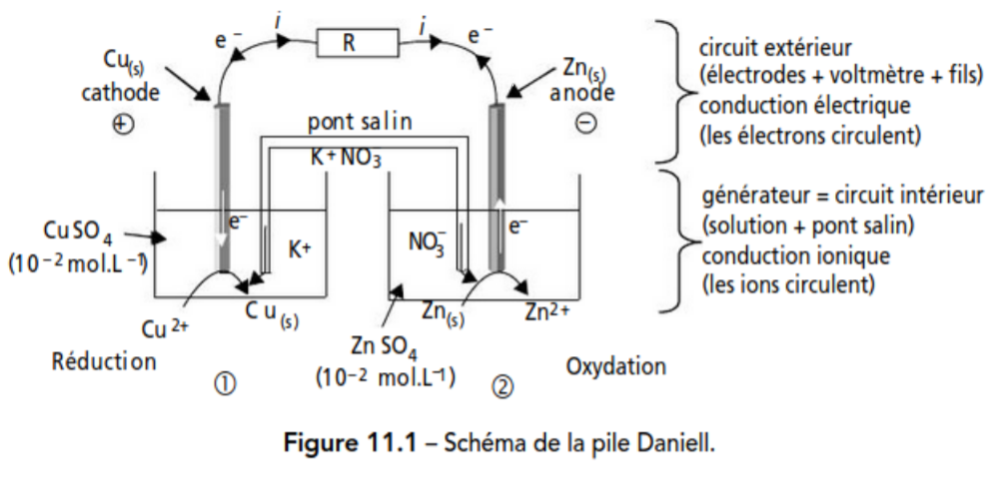 e⁻ i R i e⁻
Cu(s)
cathode
⊕
Zn(s)
anode
⊖
circuit extérieur
(électrodes + voltmètre + fils)
conduction électrique
(les électrons circulent)
pont salin
K+NO₃⁻
générateur = circuit intérieur
(solution + pont salin)
conduction ionique
(les ions circulent)
CuSO₄
(10⁻² mol.L⁻¹)
e⁻
K+
NO₃⁻
e⁻
Cu²⁺
Cu(s)
Zn(s)
Zn2+
Réduction
①
Zn SO₄
(10⁻² mol.L⁻¹)
②
Oxydation
Figure 11.1 – Schéma de la pile Daniell.